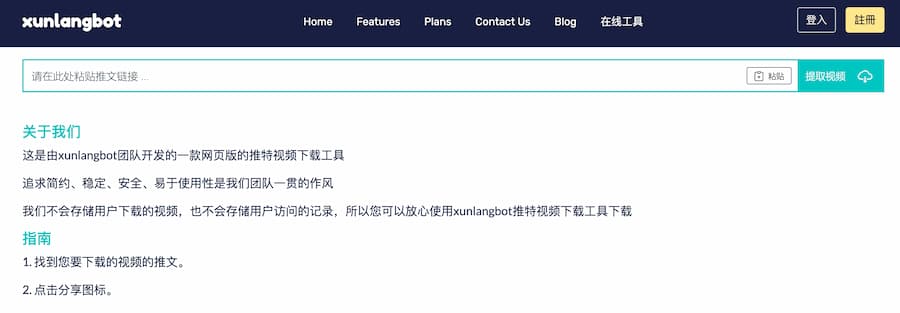 xunlangbot Home Features Plans Contact Us Blog 在线工具 登入 註冊
请在此处粘贴推文链接 ... 粘贴 提取视频
关于我们
这是由xunlangbot团队开发的一款网页版的推特视频下载工具
追求简约、稳定、安全、易于使用性是我们团队一贯的作风
我们不会存储用户下载的视频，也不会存储用户访问的记录，所以您可以放心使用xunlangbot推特视频下载工具下载
指南
1. 找到您要下载的视频的推文。
2. 点击分享图标。